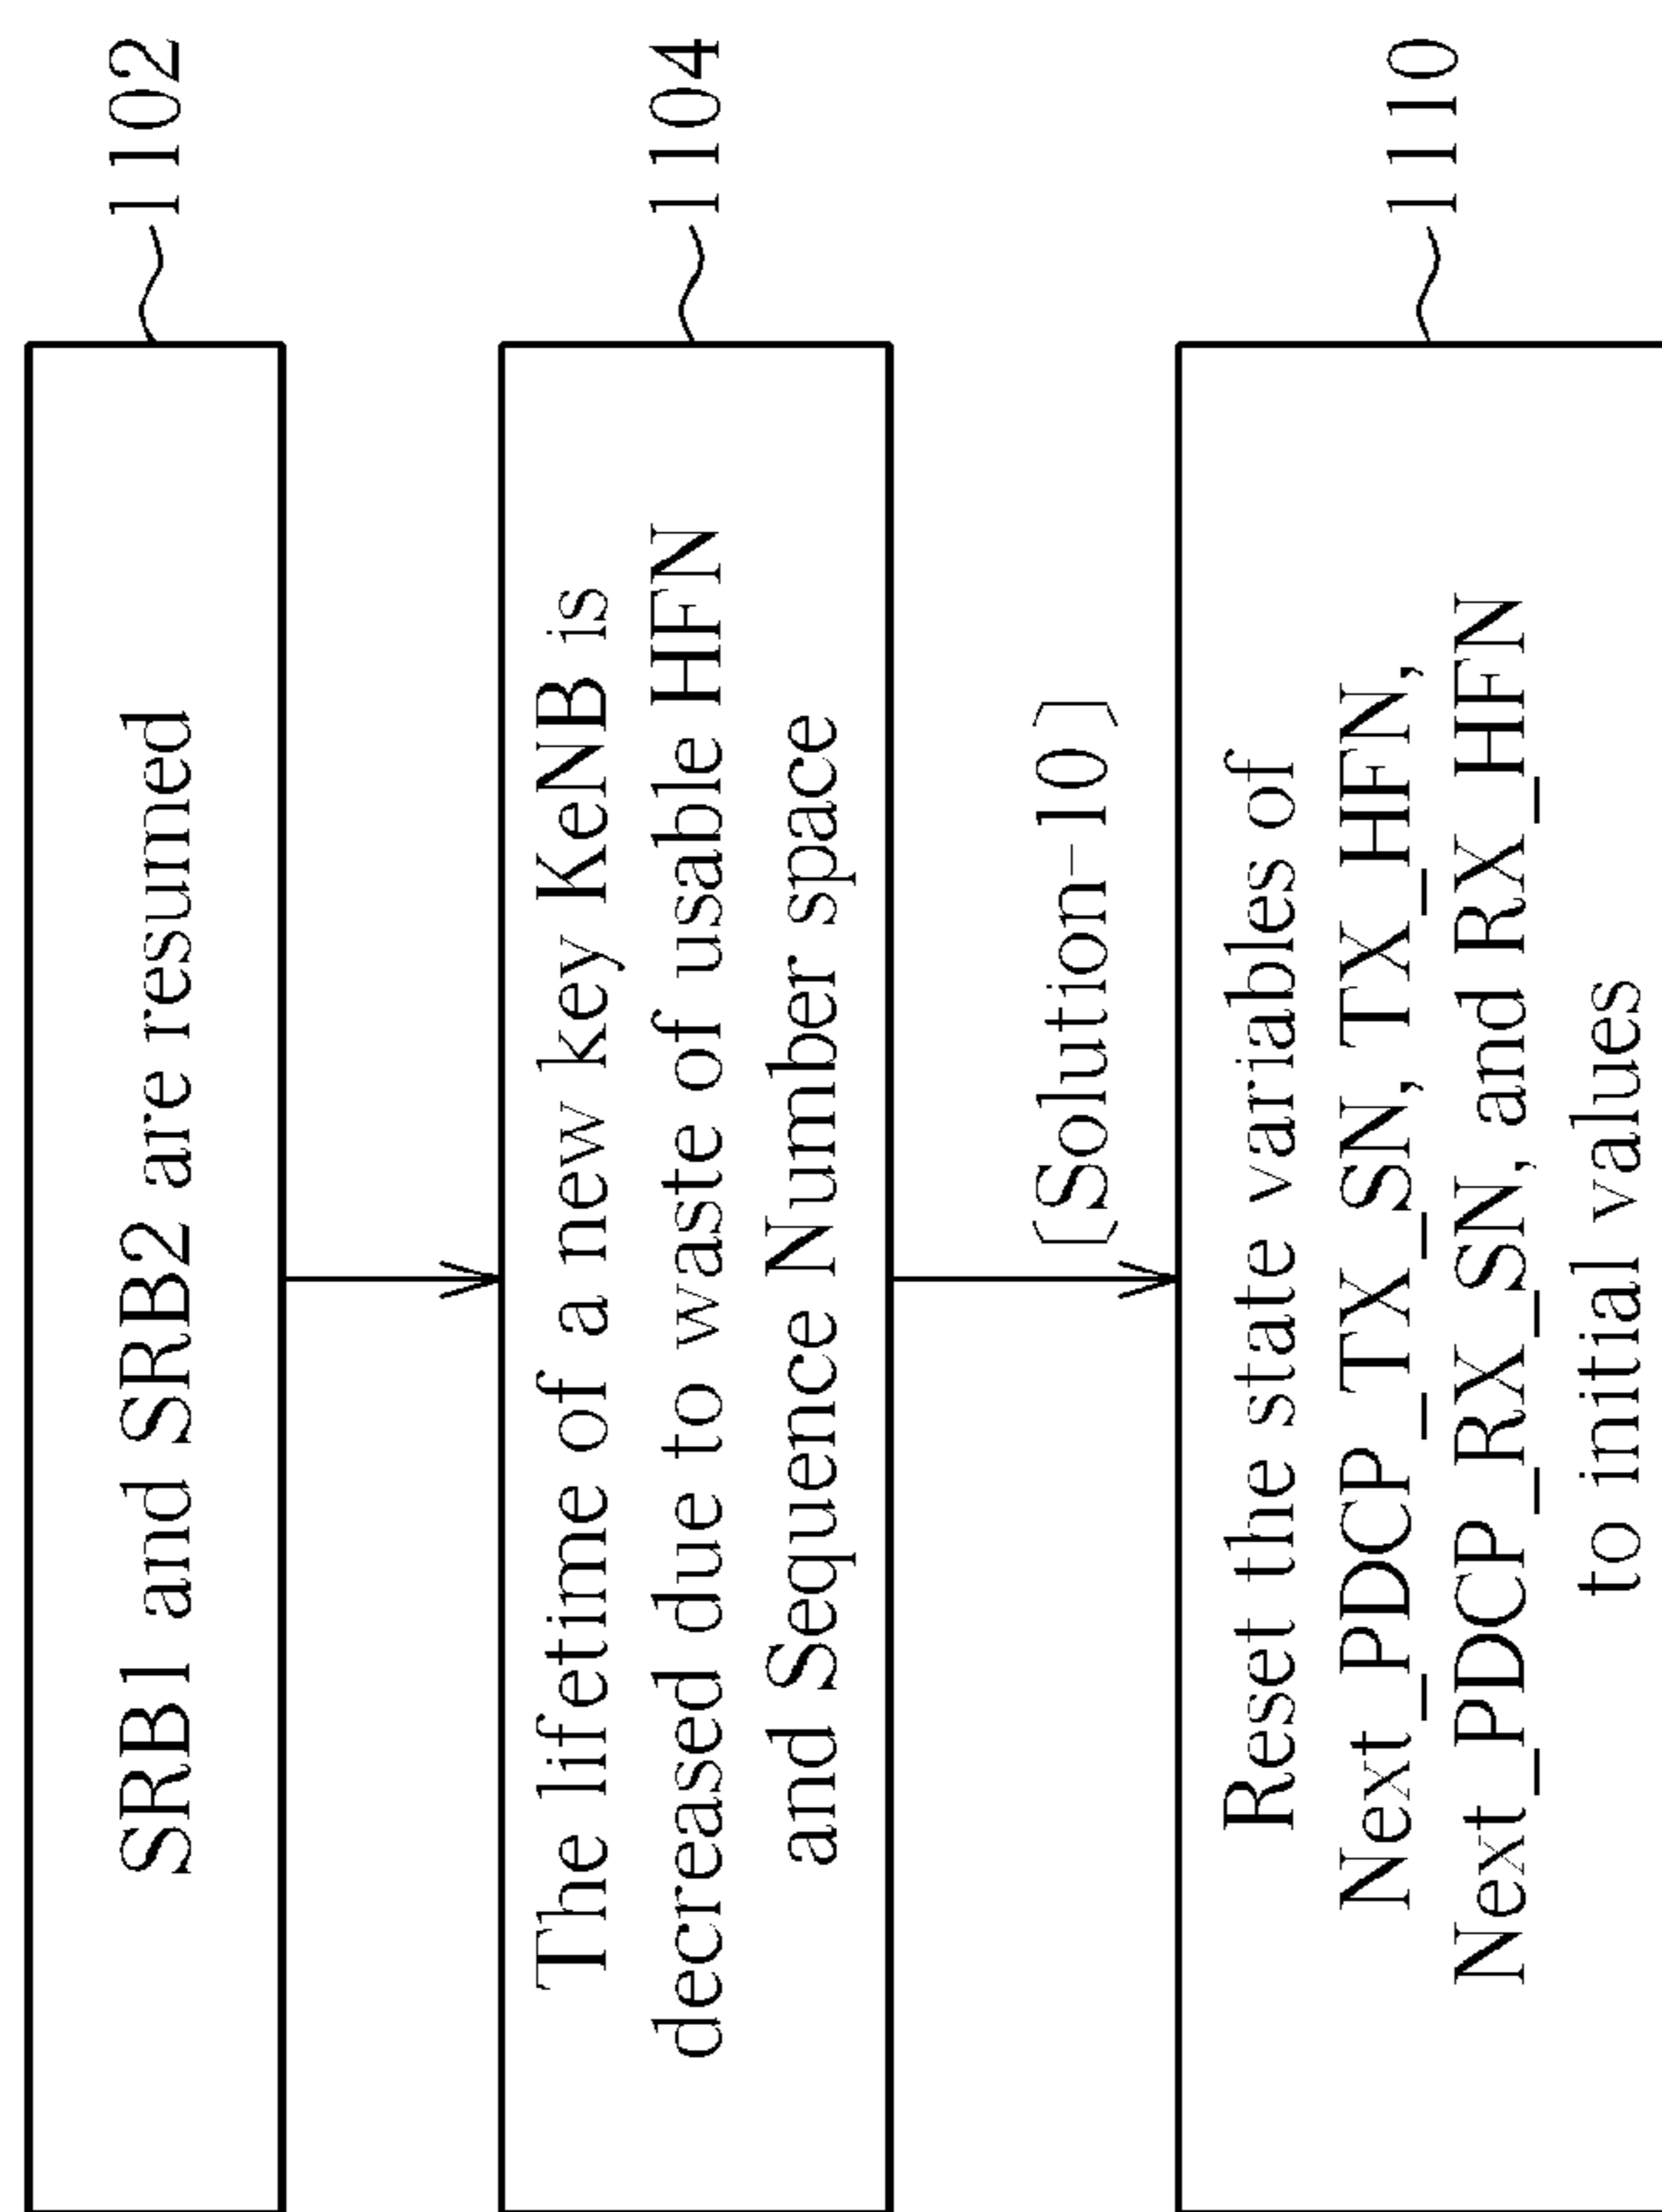 SRB1 and SRB2 are resumed
1102
The lifetime of a new key KeNB is
decreased due to waste of usable HFN
and Sequence Number space
1104
(Solution-10)
Reset the state variables of
Next_PDCP_TX_SN, TX_HFN,
Next_PDCP_RX_SN, and RX_HFN
to initial values
1110